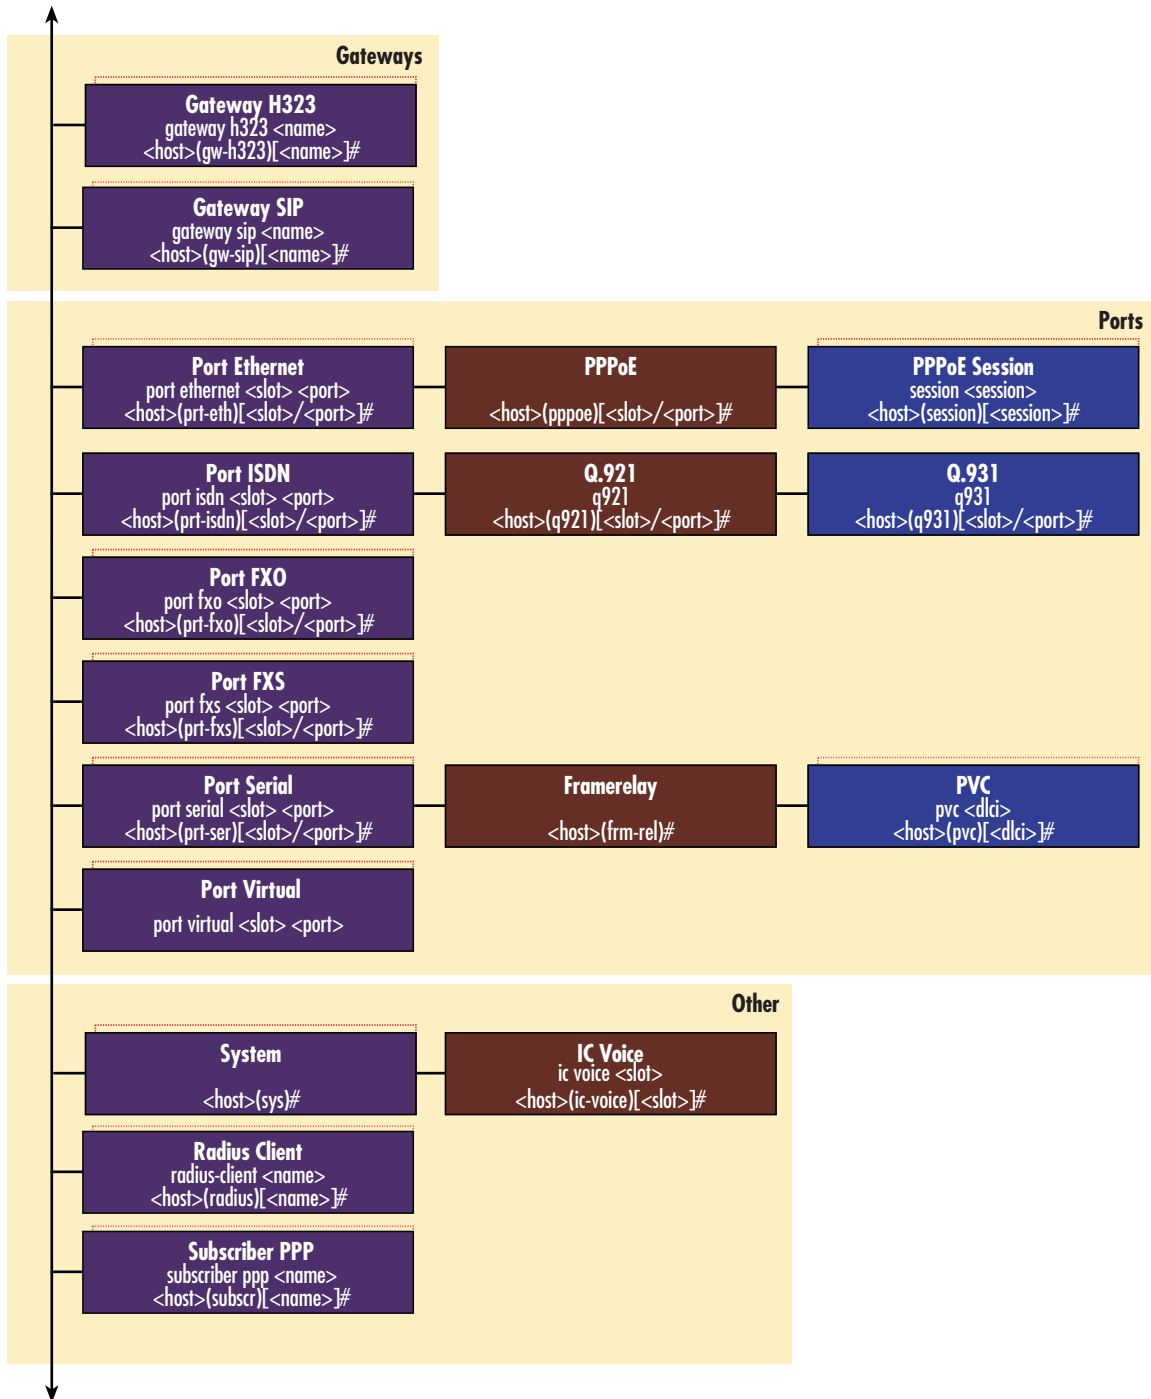 Gateways
Gateway H323
gateway h323 <name>
<host>(gw-h323)[<name>]#
Gateway SIP
gateway sip <name>
<host>(gw-sip)[<name>]#
Ports
Port Ethernet
port ethernet <slot> <port>
<host>(prt-eth)[<slot>/<port>]#
PPPoE
<host>(pppoe)[<slot>/<port>]#
PPPoE Session
session <session>
<host>(session)[<session>]#
Port ISDN
port isdn <slot> <port>
<host>(prt-isdn)[<slot>/<port>]#
Q.921
q921
<host>(q921)[<slot>/<port>]#
Q.931
q931
<host>(q931)[<slot>/<port>]#
Port FXO
port fxo <slot> <port>
<host>(prt-fxo)[<slot>/<port>]#
Port FXS
port fxs <slot> <port>
<host>(prt-fxs)[<slot>/<port>]#
Port Serial
port serial <slot> <port>
<host>(prt-ser)[<slot>/<port>]#
Framerelay
<host>(frm-rel)#
PVC
pvc <dlci>
<host>(pvc)[<dlci>]#
Port Virtual
port virtual <slot> <port>
Other
System
<host>(sys)#
IC Voice
ic voice <slot>
<host>(ic-voice)[<slot>]#
Radius Client
radius-client <name>
<host>(radius)[<name>]#
Subscriber PPP
subscriber ppp <name>
<host>(subscr)[<name>]#